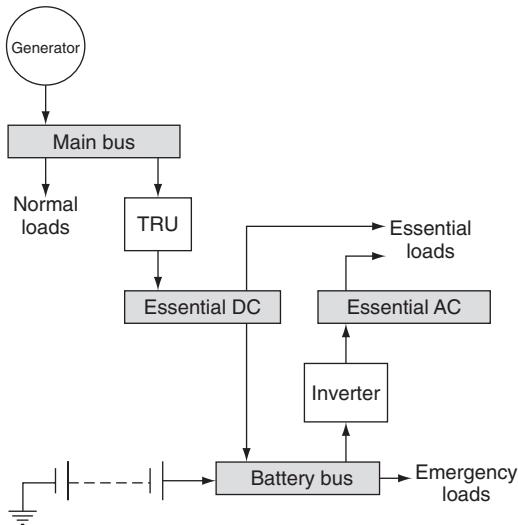 Generator
Main bus
Normal
loads
TRU
Essential
loads
Essential DC
Essential AC
Inverter
Battery bus
Emergency
loads